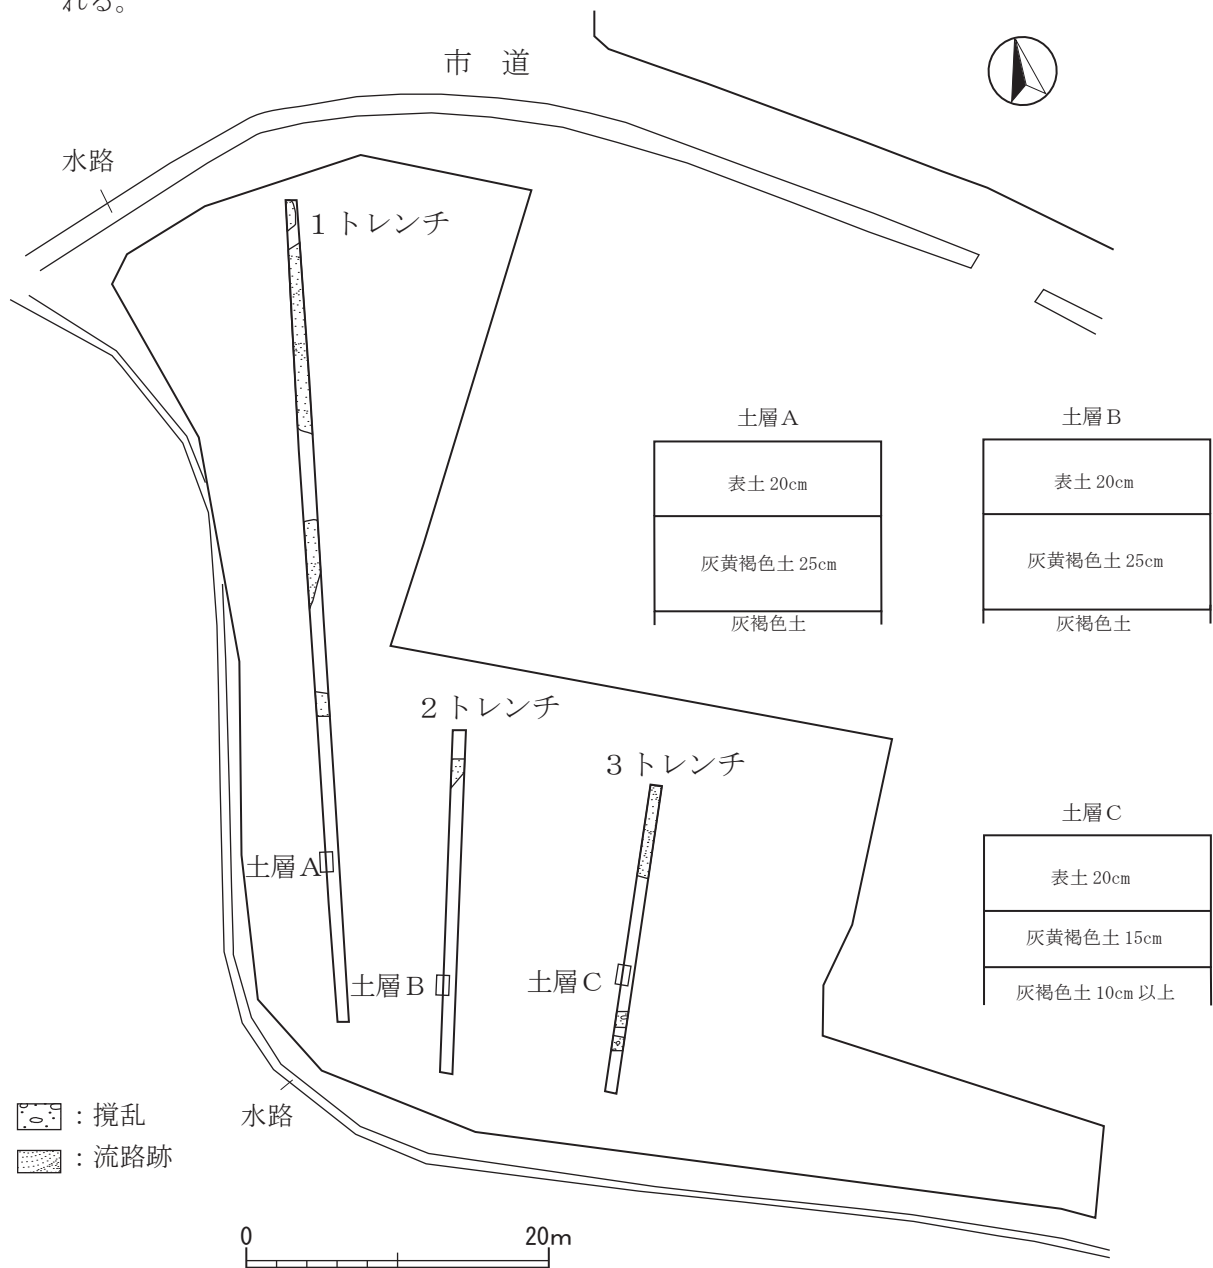 れる。
市　道
水路
１トレンチ
土層Ａ
表土 20cm
灰黄褐色土 25cm
灰褐色土
土層Ｂ
表土 20cm
灰黄褐色土 25cm
灰褐色土
２トレンチ
３トレンチ
土層Ａ
土層Ｂ
土層Ｃ
土層Ｃ
表土 20cm
灰黄褐色土 15cm
灰褐色土 10cm 以上
：撹乱
：流路跡
水路
0
20m